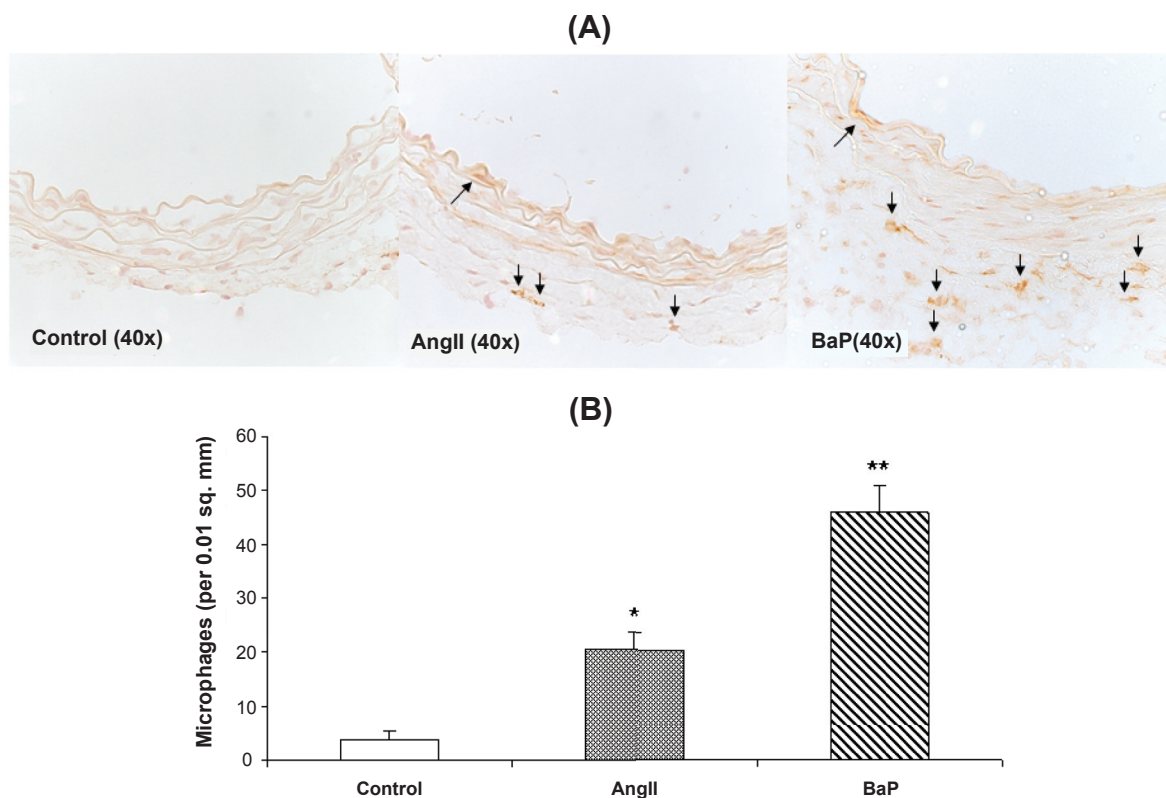 (A)
Control (40x)
AngII (40x)
BaP(40x)
(B)
Microphages (per 0.01 sq. mm)
60
50
40
30
20
10
0
*
**
Control
AngII
BaP